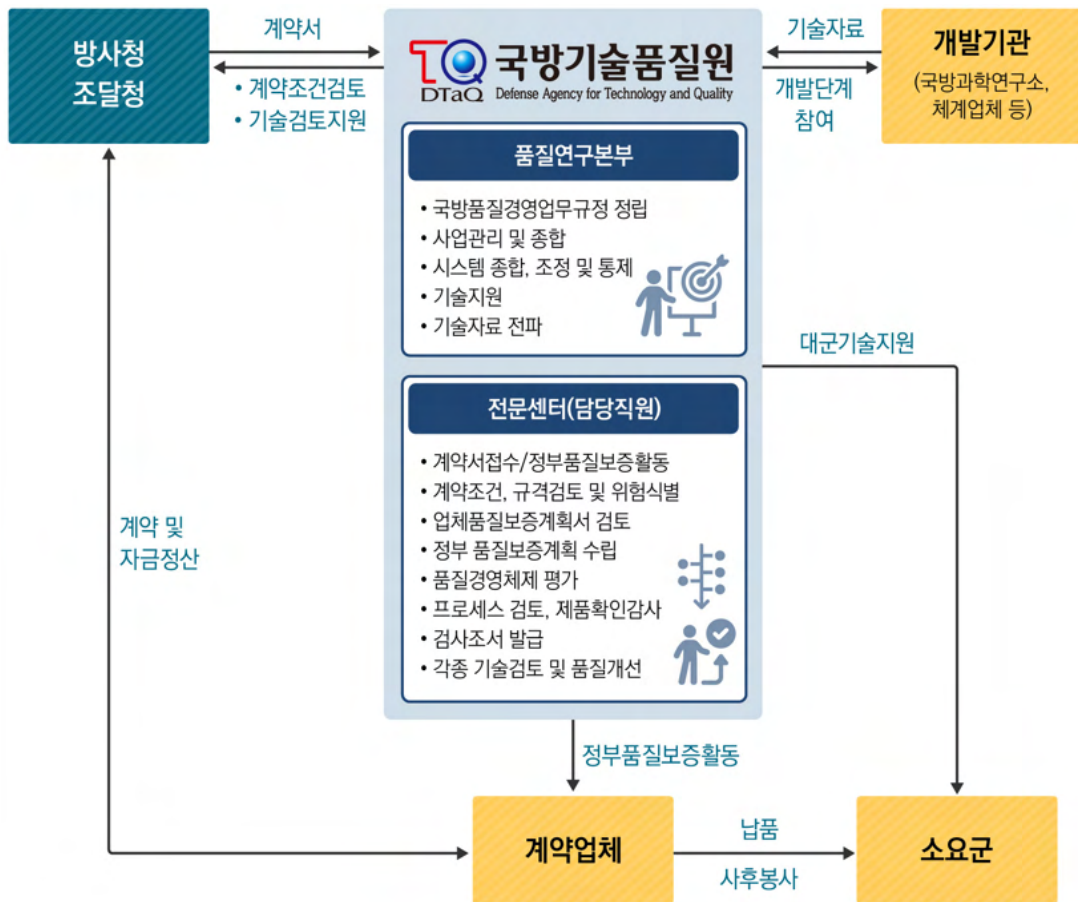 방사청
조달청
계약서
• 계약조건검토
• 기술검토지원
DTaQ
국방기술품질원
Defense Agency for Technology and Quality
기술자료
개발단계
참여
개발기관
(국방과학연구소,
체계업체 등)
품질연구본부
• 국방품질경영업무규정 정립
• 사업관리 및 종합
• 시스템 종합, 조정 및 통제
• 기술지원
• 기술자료 전파
대군기술지원
전문센터(담당직원)
• 계약서접수/정부품질보증활동
• 계약조건, 규격검토 및 위험식별
• 업체품질보증계획서 검토
• 정부 품질보증계획 수립
• 품질경영체제 평가
• 프로세스 검토, 제품확인감사
• 검사조서 발급
• 각종 기술검토 및 품질개선
계약 및
자금정산
정부품질보증활동
계약업체
납품
사후봉사
소요군